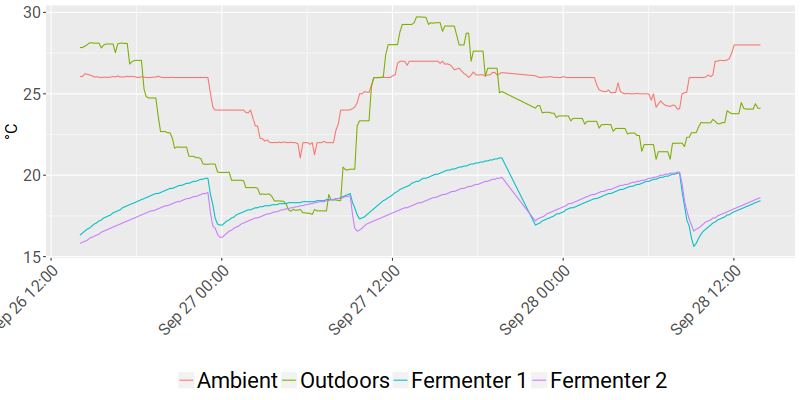 30
25
20
15
°C
ep 26 12:00
Sep 27 00:00
Sep 27 12:00
Sep 28 00:00
Sep 28 12:00
Ambient Outdoors Fermenter 1 Fermenter 2